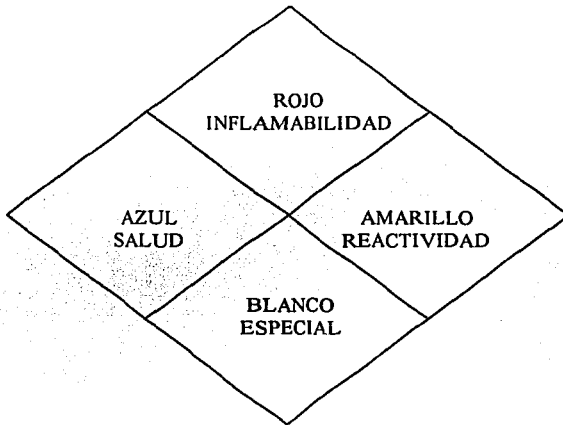 ROJO
INFLAMABILIDAD
AZUL
SALUD
AMARILLO
REACTIVIDAD
BLANCO
ESPECIAL